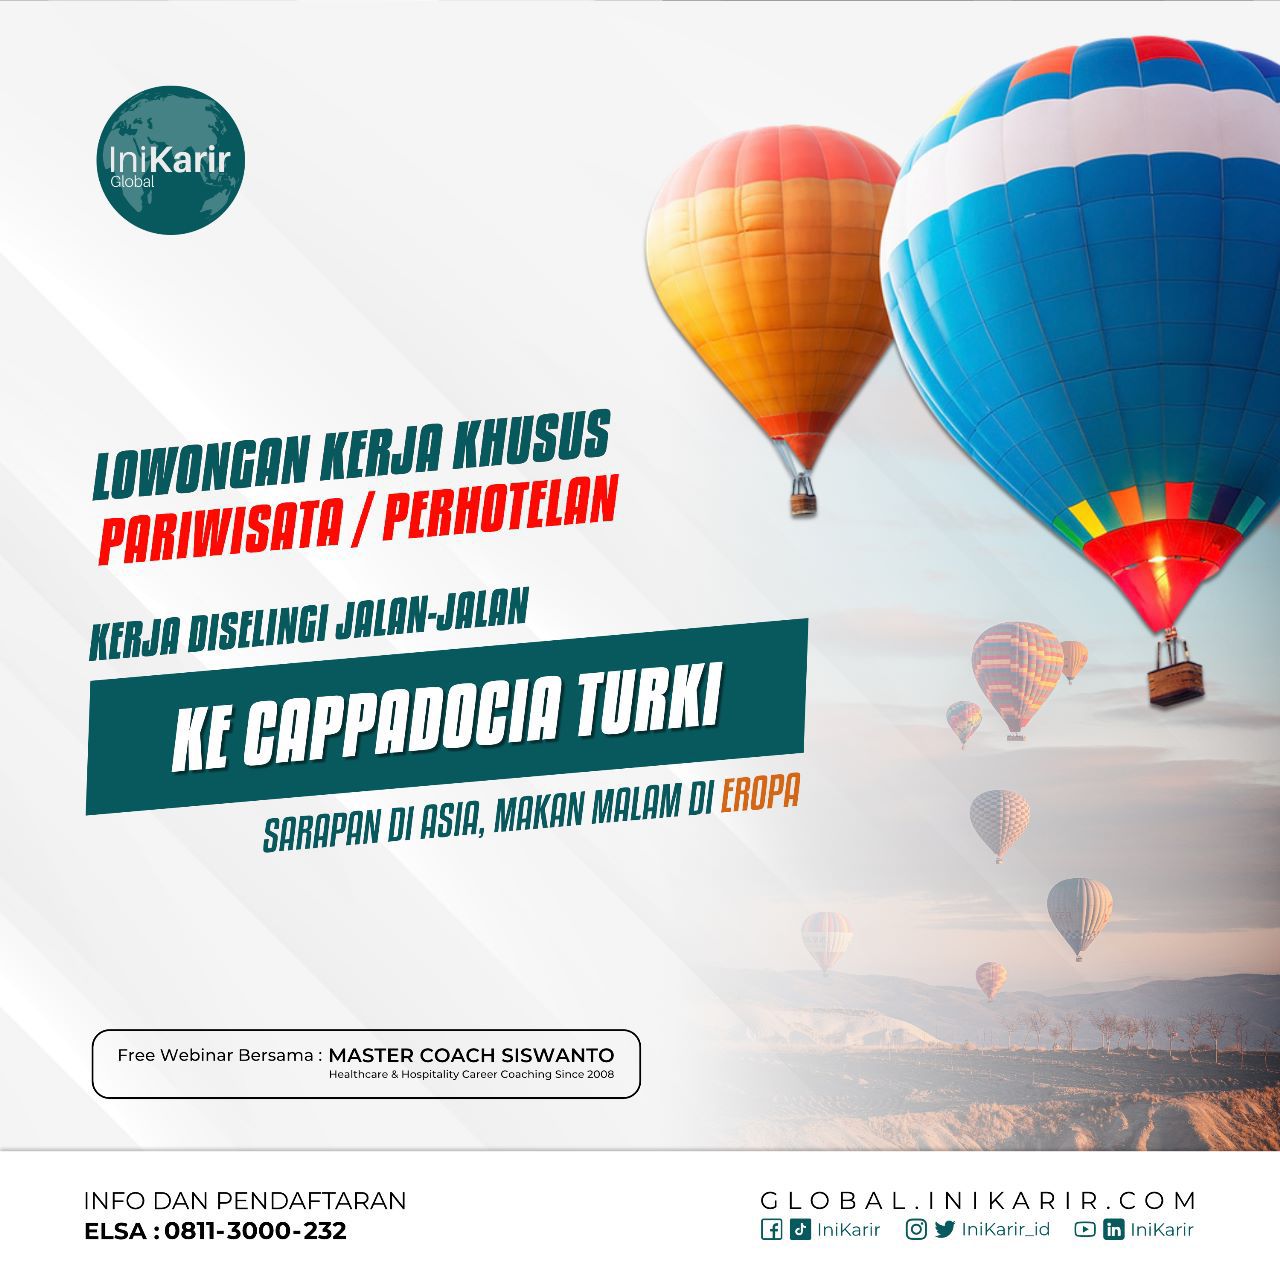 IniKarir
Global
LOWONGAN KERJA KHUSUS
PARIWISATA / PERHOTELAN
KERJA DISELINGI JALAN-JALAN
KE CAPPADOCIA TURKI
SARAPAN DI ASIA, MAKAN MALAM DI EROPA
Free Webinar Bersama : MASTER COACH SISWANTO
Healthcare & Hospitality Career Coaching Since 2008
INFO DAN PENDAFTARAN
ELSA : 0811-3000-232
GLOBAL.INIKARIR.COM
IniKarir IniKarir_id IniKarir